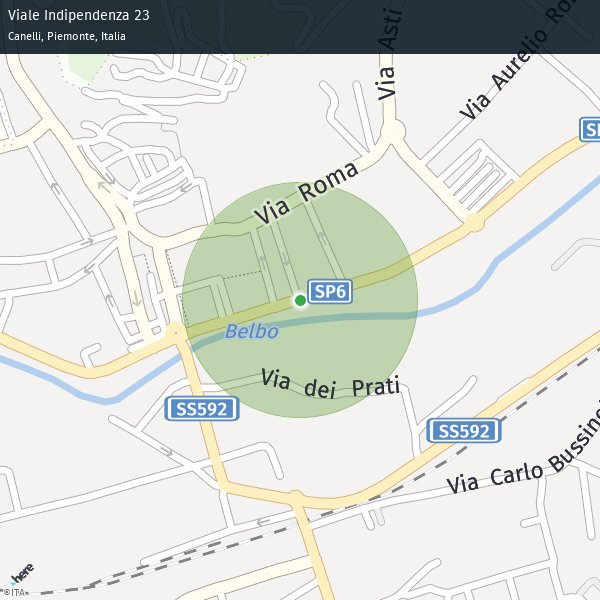 Viale Indipendenza 23
Canelli, Piemonte, Italia
Via Asti
Via Aurelio Ro
SP
Via Roma
SP6
Belbo
Via dei Prati
SS592
SS592
Via Carlo Bussin
here
©ITA